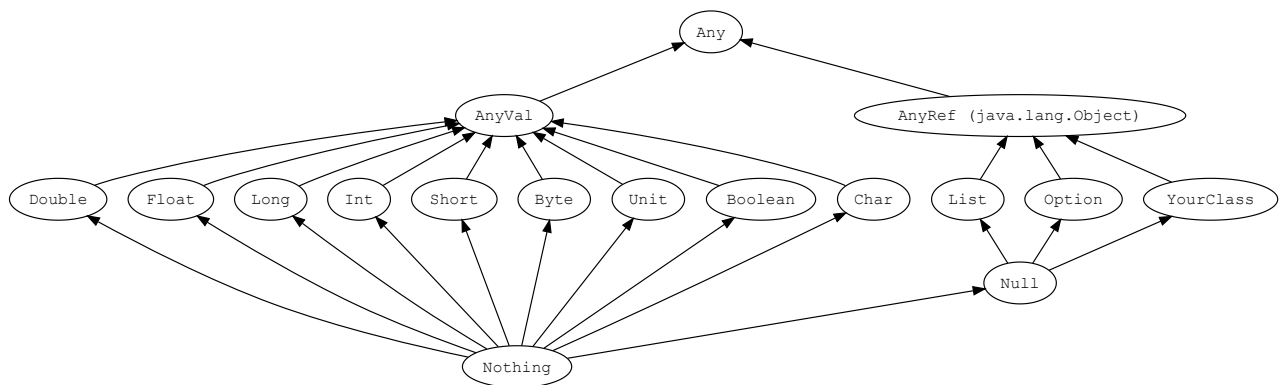 Any
AnyVal
AnyRef (java.lang.Object)
Double
Float
Long
Int
Short
Byte
Unit
Boolean
Char
List
Option
YourClass
Null
Nothing